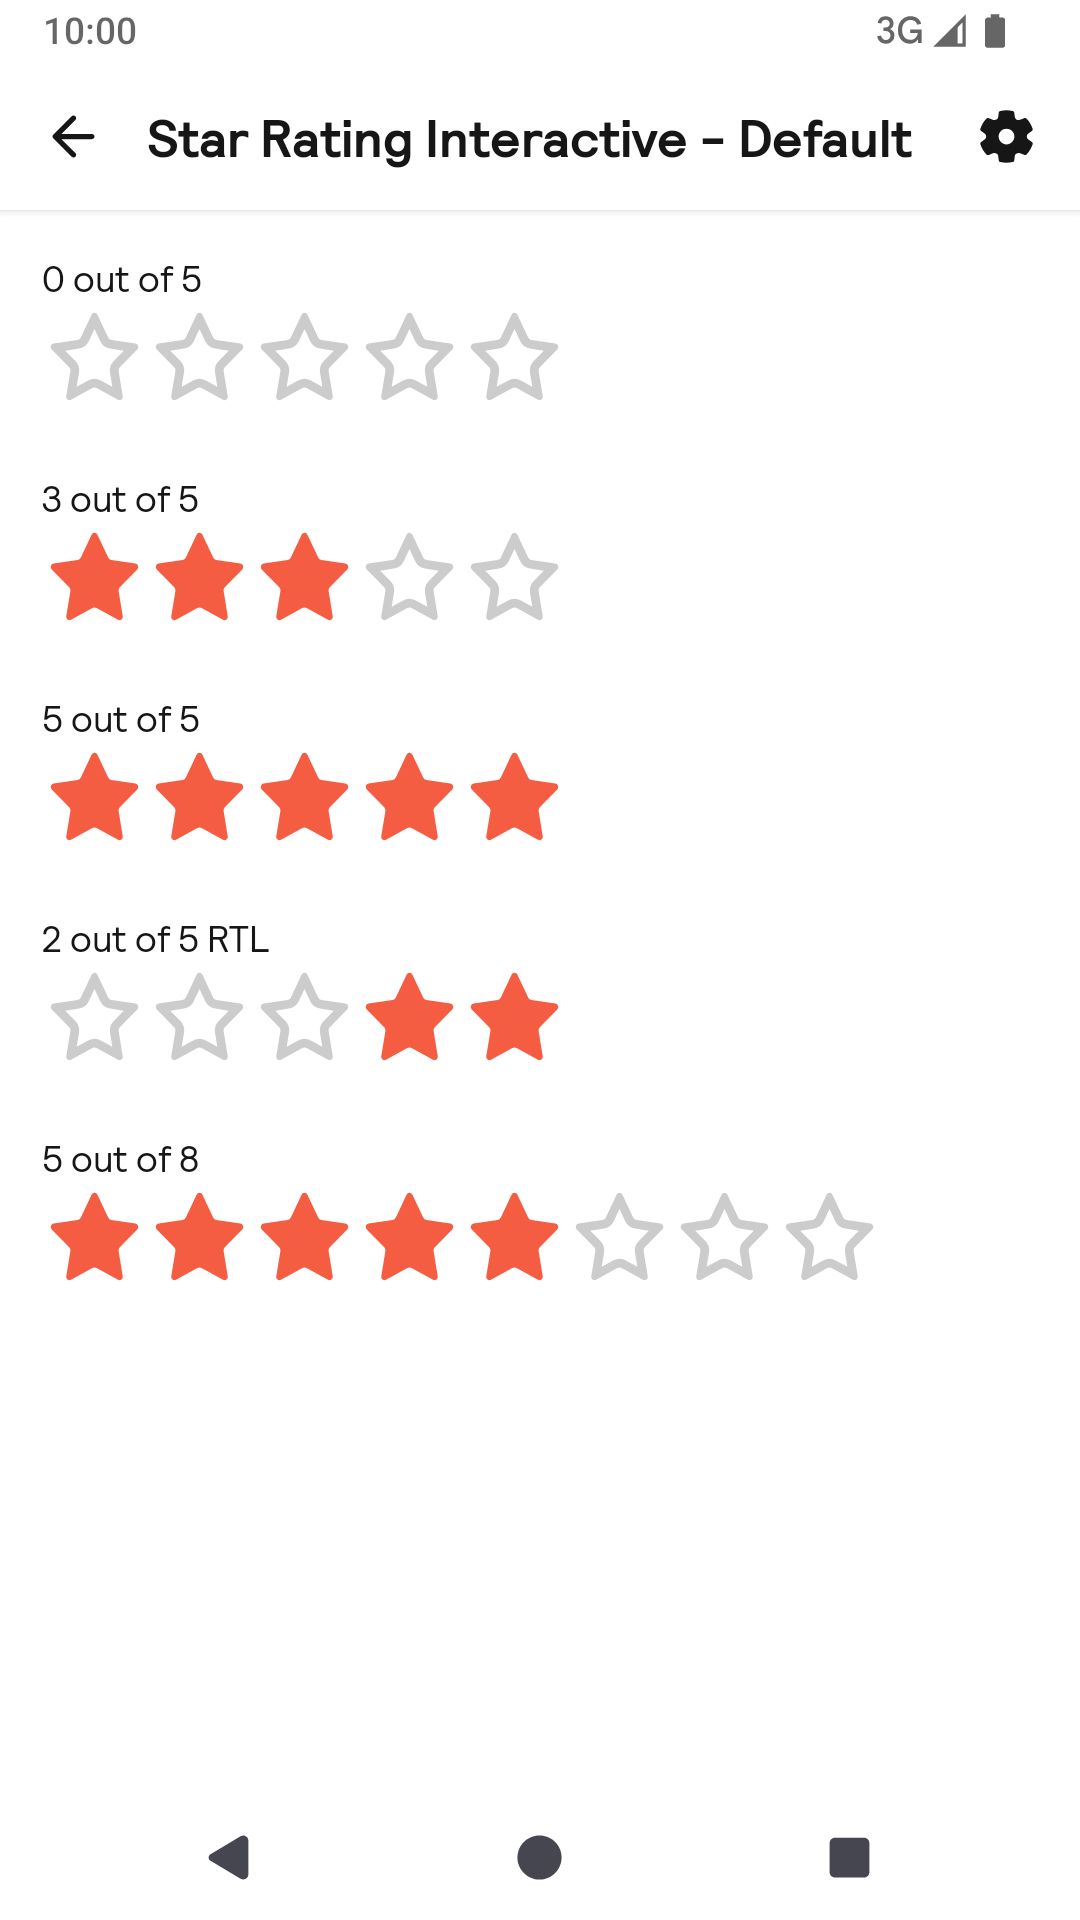 10:00 3G
Star Rating Interactive - Default
0 out of 5
3 out of 5
5 out of 5
2 out of 5 RTL
5 out of 8